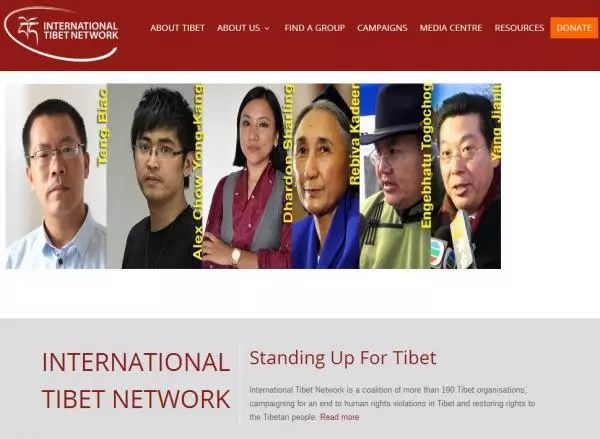 INTERNATIONAL
TIBET NETWORK
ABOUT TIBET
ABOUT US
FIND A GROUP
CAMPAIGNS
MEDIA CENTRE
RESOURCES
DONATE
Teng Biao
Alex Chow Yong Kang
Dhardon Sharling
Rebiya Kadeer
Engebhatu Togochog
Yang Jianli
INTERNATIONAL
TIBET NETWORK
Standing Up For Tibet
International Tibet Network is a coalition of more than 190 Tibet organisations,
campaigning for an end to human rights violations in Tibet and restoring rights to
the Tibetan people. Read more